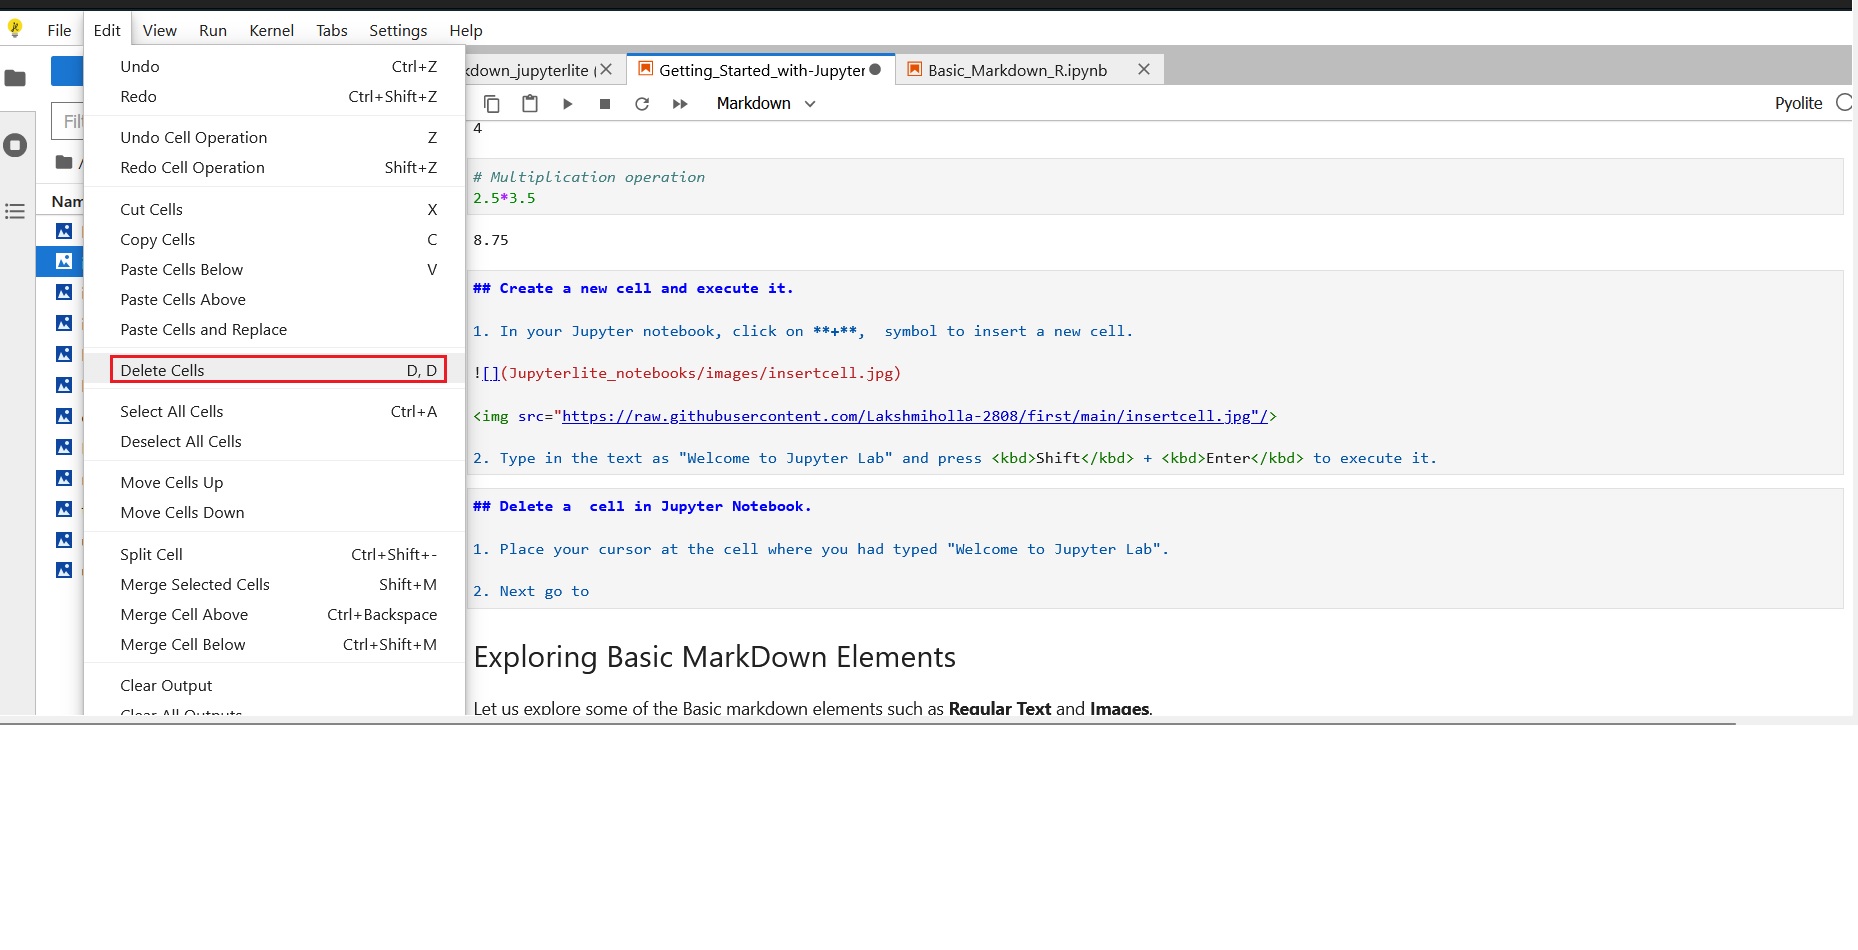 File Edit View Run Kernel Tabs Settings Help
Undo Ctrl+Z
Redo Ctrl+Shift+Z
Undo Cell Operation Z
Redo Cell Operation Shift+Z
Cut Cells X
Copy Cells C
Paste Cells Below V
Paste Cells Above
Paste Cells and Replace
Delete Cells D, D
Select All Cells Ctrl+A
Deselect All Cells
Move Cells Up
Move Cells Down
Split Cell Ctrl+Shift+-
Merge Selected Cells Shift+M
Merge Cell Above Ctrl+Backspace
Merge Cell Below Ctrl+Shift+M
Clear Output
Clear All Outputs
Filt
/
Nam
kdown_jupyterlite ( Getting_Started_with-Jupyter Basic_Markdown_R.ipynb
Markdown Pyolite
4
# Multiplication operation
2.5*3.5
8.75
## Create a new cell and execute it.
1. In your Jupyter notebook, click on **+**,  symbol to insert a new cell.
![](Jupyterlite_notebooks/images/insertcell.jpg)
<img src="https://raw.githubusercontent.com/Lakshmiholla-2808/first/main/insertcell.jpg"/>
2. Type in the text as "Welcome to Jupyter Lab" and press <kbd>Shift</kbd> + <kbd>Enter</kbd> to execute it.
## Delete a  cell in Jupyter Notebook.
1. Place your cursor at the cell where you had typed "Welcome to Jupyter Lab".
2. Next go to
Exploring Basic MarkDown Elements
Let us explore some of the Basic markdown elements such as Regular Text and Images.